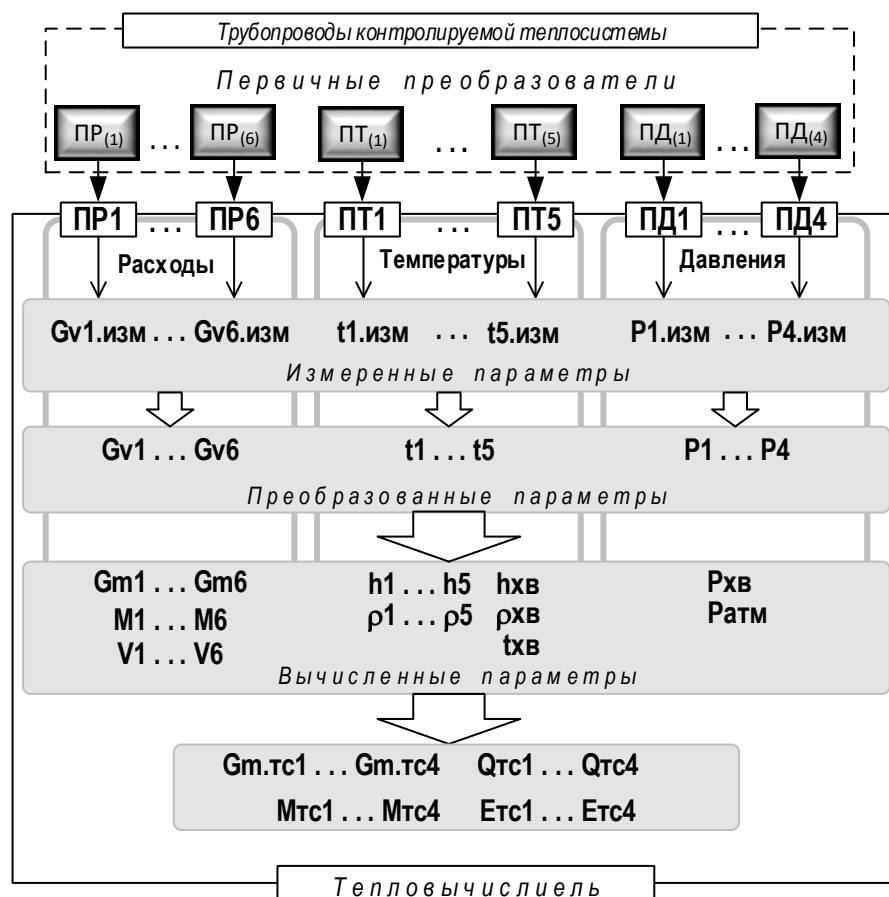 Трубопроводы контролируемой теплосистемы
Первичные преобразователи
ПР(1) ... ПР(6) ПТ(1) ... ПТ(5) ПД(1) ... ПД(4)
ПР1 ... ПР6 ПТ1 ... ПТ5 ПД1 ... ПД4
Расходы Температуры Давления
Gv1.изм ... Gv6.изм t1.изм ... t5.изм P1.изм ... P4.изм
Измеренные параметры
Gv1 ... Gv6 t1 ... t5 P1 ... P4
Преобразованные параметры
Gm1 ... Gm6 h1 ... h5 hхв Pхв
M1 ... M6 ρ1 ... ρ5 ρхв Pатм
V1 ... V6 tхв
Вычисленные параметры
Gm.тс1 ... Gm.тс4 Qтс1 ... Qтс4
Mтс1 ... Mтс4 Eтс1 ... Eтс4
Тепловычислиель